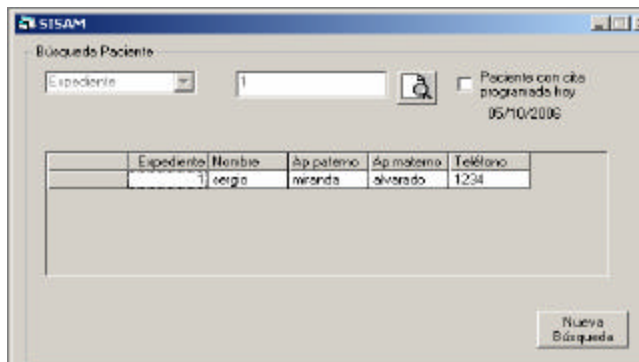 SISAM
Búsqueda Paciente
Expediente 1 Paciente con cita
programada hoy
05/10/2006
Expediente Nombre Ap paterno Ap materno Teléfono
1 sergio miranda alvarado 1234
Nueva
Búsqueda